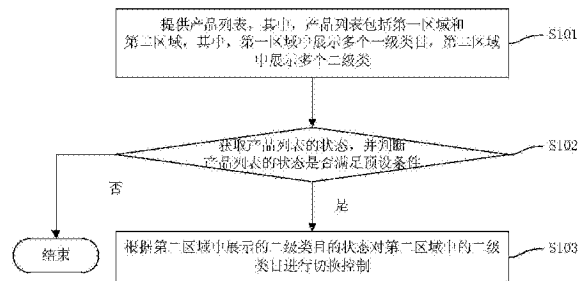 提供产品列表，其中，产品列表包括第一区域和
第二区域，其中，第一区域中展示多个一级类目，第二区域
中展示多个二级类
S101
获取产品列表的状态，并判断
产品列表的状态是否满足预设条件
S102
否
是
结束
根据第二区域中展示的二级类目的状态对第二区域中的二级
类目进行切换控制
S103